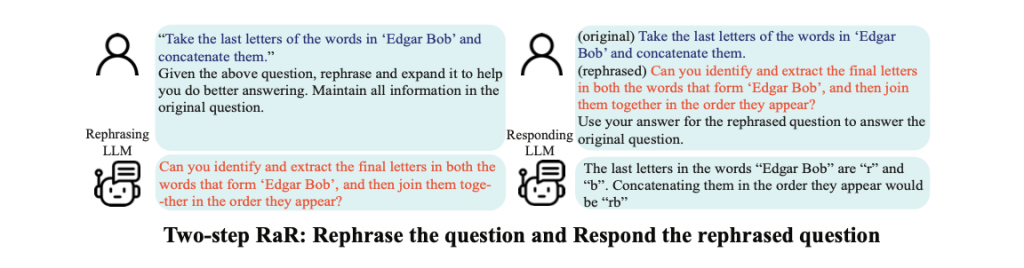 “Take the last letters of the words in ‘Edgar Bob’ and
concatenate them.”
Given the above question, rephrase and expand it to help
you do better answering. Maintain all information in the
original question.
Rephrasing
LLM
Can you identify and extract the final letters in both the
words that form ‘Edgar Bob’, and then join them toge-
-ther in the order they appear?
(original) Take the last letters of the words in ‘Edgar
Bob’ and concatenate them.
(rephrased) Can you identify and extract the final letters
in both the words that form ‘Edgar Bob’, and then join
them together in the order they appear?
Use your answer for the rephrased question to answer the
original question.
Responding
LLM
The last letters in the words “Edgar Bob” are “r” and
“b”. Concatenating them in the order they appear would
be “rb”
Two-step RaR: Rephrase the question and Respond the rephrased question